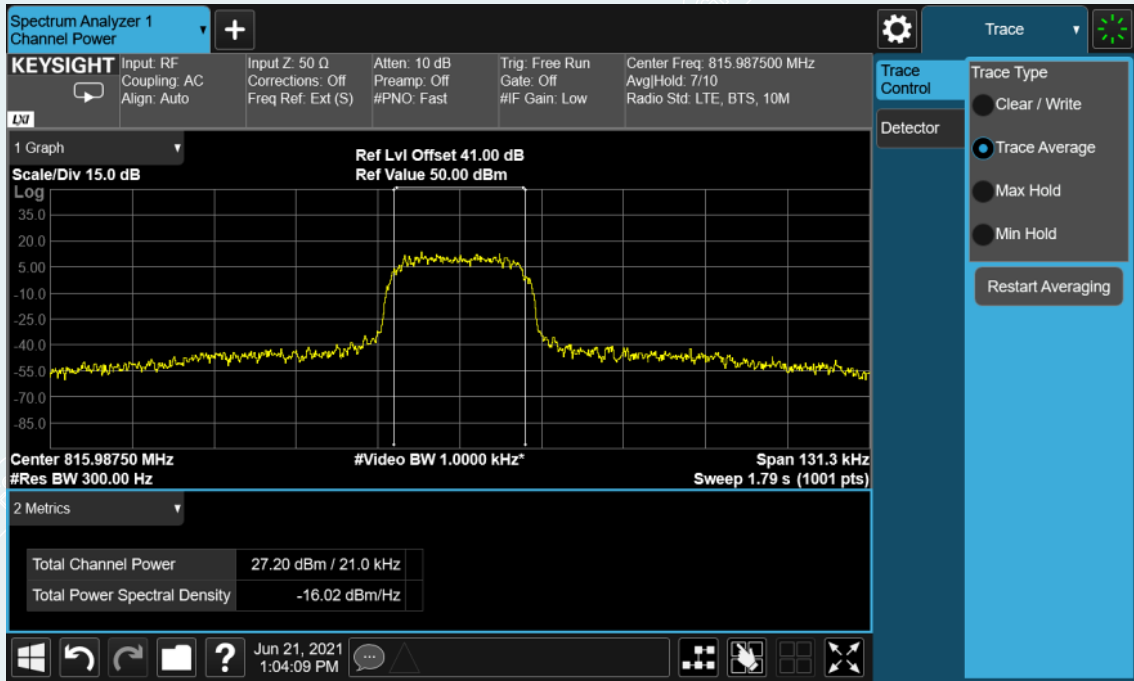 Spectrum Analyzer 1
Channel Power
+
Trace
KEYSIGHT
LXI
Input: RF
Coupling: AC
Align: Auto
Input Z: 50 Ω
Corrections: Off
Freq Ref: Ext (S)
Atten: 10 dB
Preamp: Off
#PNO: Fast
Trig: Free Run
Gate: Off
#IF Gain: Low
Center Freq: 815.987500 MHz
Avg|Hold: 7/10
Radio Std: LTE, BTS, 10M
Trace
Control
Detector
Trace Type
Clear / Write
Trace Average
Max Hold
Min Hold
Restart Averaging
1 Graph
Scale/Div 15.0 dB
Ref Lvl Offset 41.00 dB
Ref Value 50.00 dBm
Log
35.0
20.0
5.00
-10.0
-25.0
-40.0
-55.0
-70.0
-85.0
Center 815.98750 MHz
#Res BW 300.00 Hz
#Video BW 1.0000 kHz*
Span 131.3 kHz
Sweep 1.79 s (1001 pts)
2 Metrics
Total Channel Power 27.20 dBm / 21.0 kHz
Total Power Spectral Density -16.02 dBm/Hz
?
Jun 21, 2021
1:04:09 PM